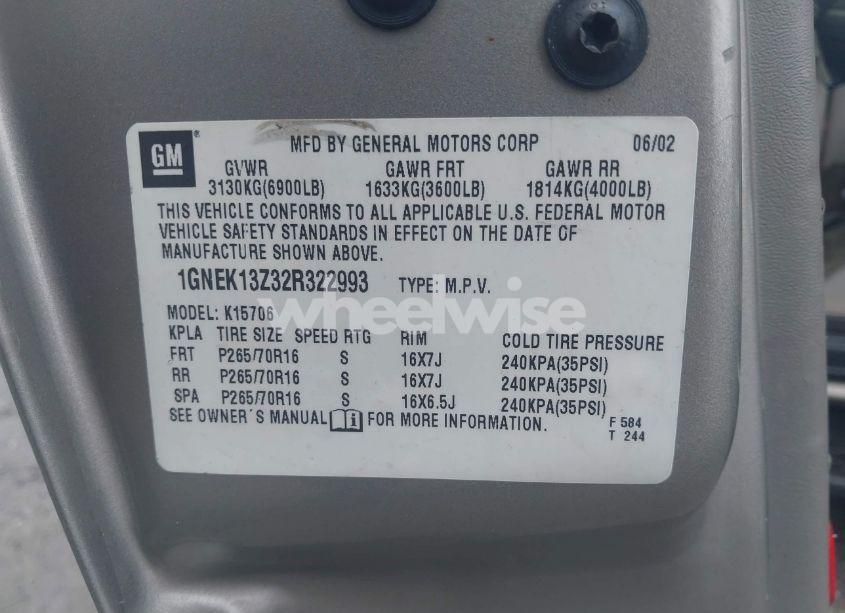 GM ® MFD BY GENERAL MOTORS CORP 06/02
GVWR GAWR FRT GAWR RR
3130KG(6900LB) 1633KG(3600LB) 1814KG(4000LB)
THIS VEHICLE CONFORMS TO ALL APPLICABLE U.S. FEDERAL MOTOR
VEHICLE SAFETY STANDARDS IN EFFECT ON THE DATE OF
MANUFACTURE SHOWN ABOVE.
1GNEK13Z32R322993 TYPE: M.P.V.
wheelwise
MODEL: K15706
KPLA TIRE SIZE SPEED RTG RIM COLD TIRE PRESSURE
FRT P265/70R16 S 16X7J 240KPA(35PSI)
RR P265/70R16 S 16X7J 240KPA(35PSI)
SPA P265/70R16 S 16X6.5J 240KPA(35PSI)
SEE OWNER'S MANUAL i FOR MORE INFORMATION.
F 584
T 244